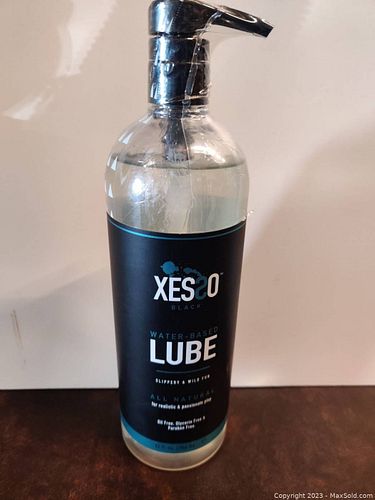 XESSO™
BLACK
WATER-BASED
LUBE
SLIPPERY & WILD FUN
ALL NATURAL
for realistic & passionate play
Oil Free, Glycerin Free &
Paraben Free
Copyright 2023 - MaxSold.com